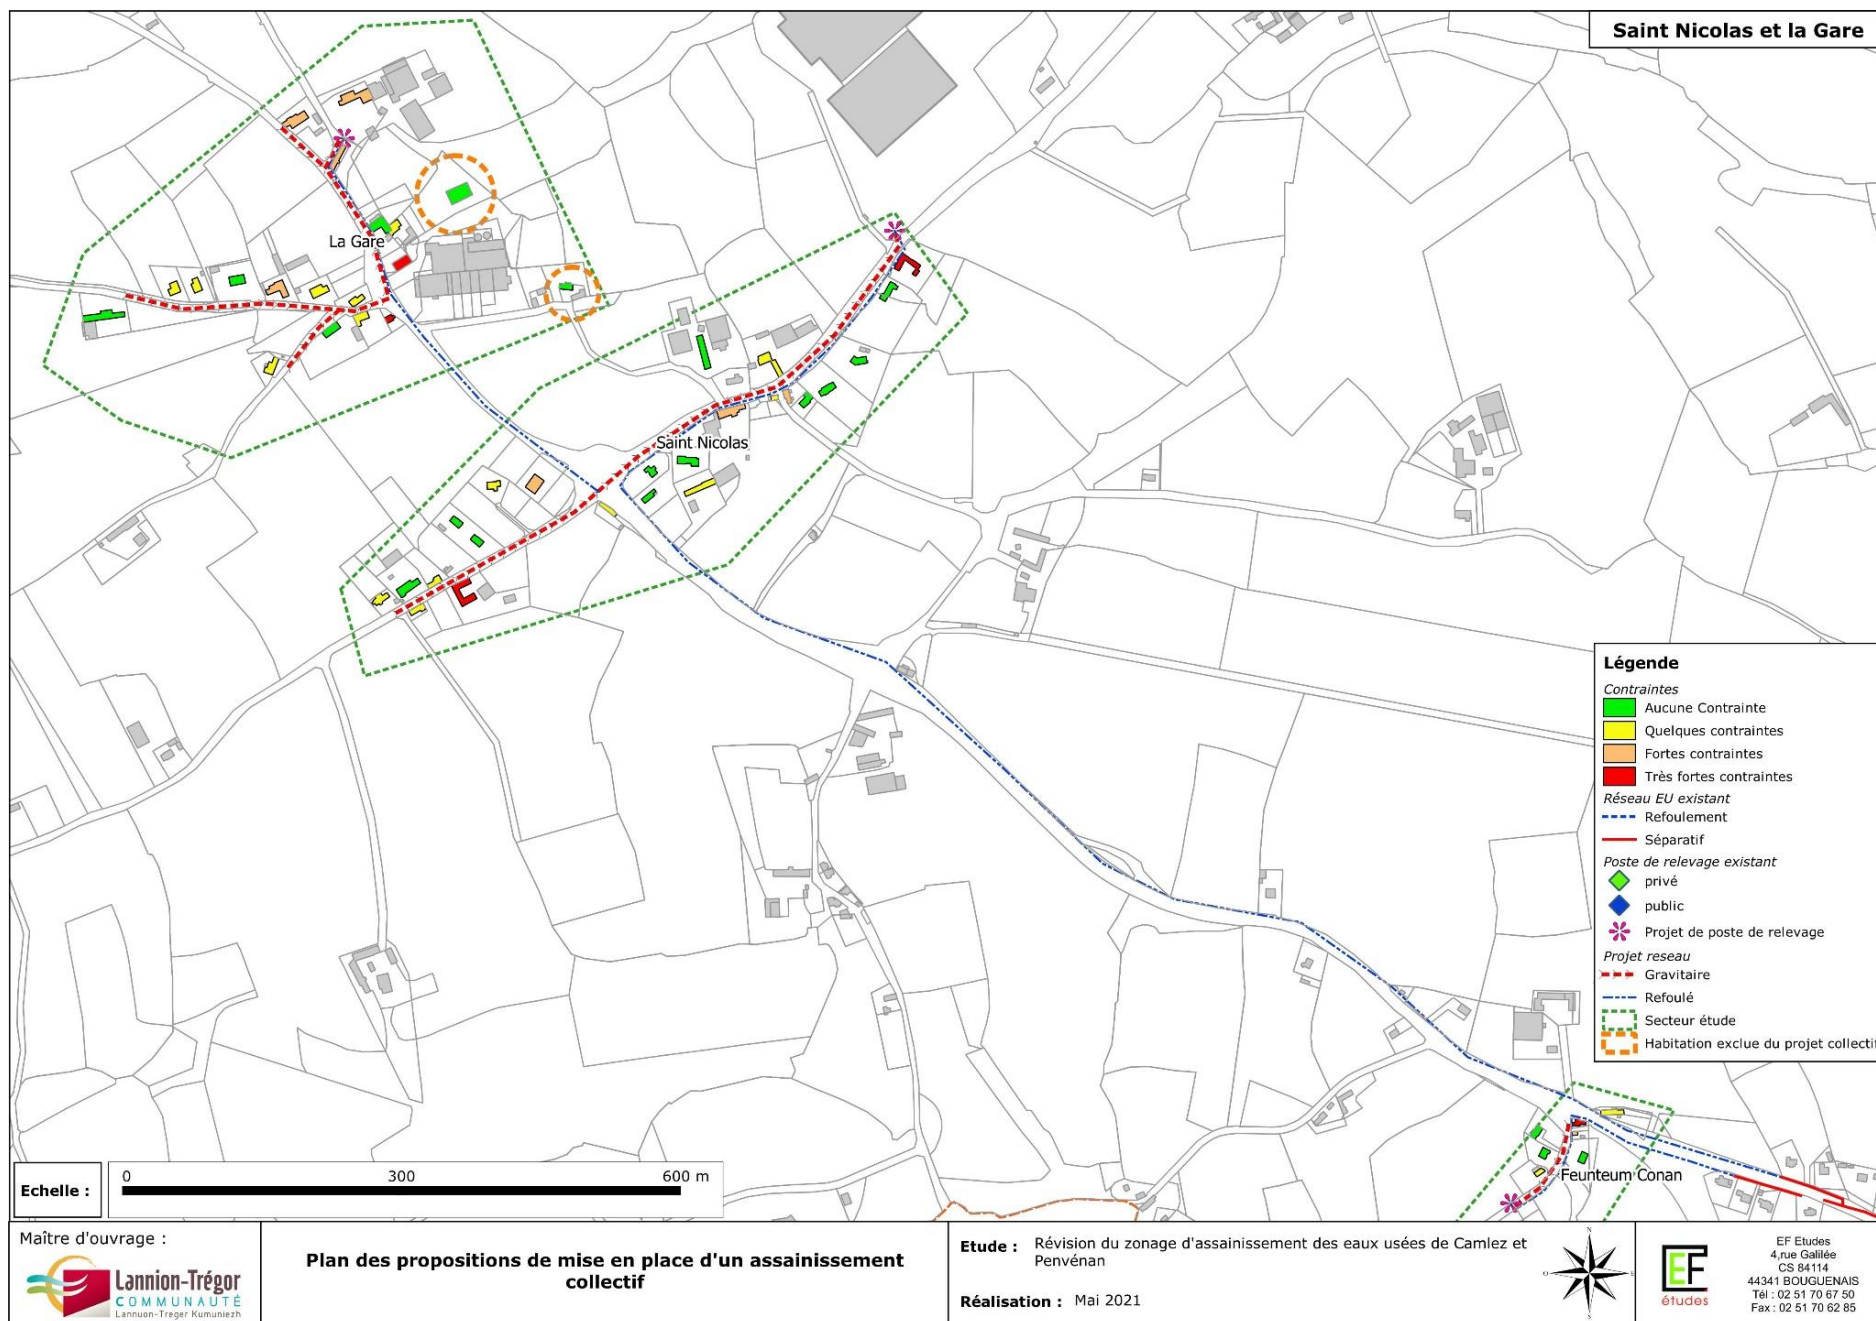 Saint Nicolas et la Gare
La Gare
Saint Nicolas
Feunteum Conan
Légende
Contraintes
Aucune Contrainte
Quelques contraintes
Fortes contraintes
Très fortes contraintes
Réseau EU existant
Refoulement
Séparatif
Poste de relevage existant
privé
public
Projet de poste de relevage
Projet reseau
Gravitaire
Refoulé
Secteur étude
Habitation exclue du projet collectif
Echelle :
0 300 600 m
Maître d'ouvrage :
Lannion-Trégor
COMMUNAUTÉ
Lannuon-Treger Kumuniezh
Plan des propositions de mise en place d'un assainissement
collectif
Etude : Révision du zonage d'assainissement des eaux usées de Camlez et
Penvénan
Réalisation : Mai 2021
N
O
E
S
EF
études
EF Etudes
4,rue Galilée
CS 84114
44341 BOUGUENAIS
Tél : 02 51 70 67 50
Fax : 02 51 70 62 85